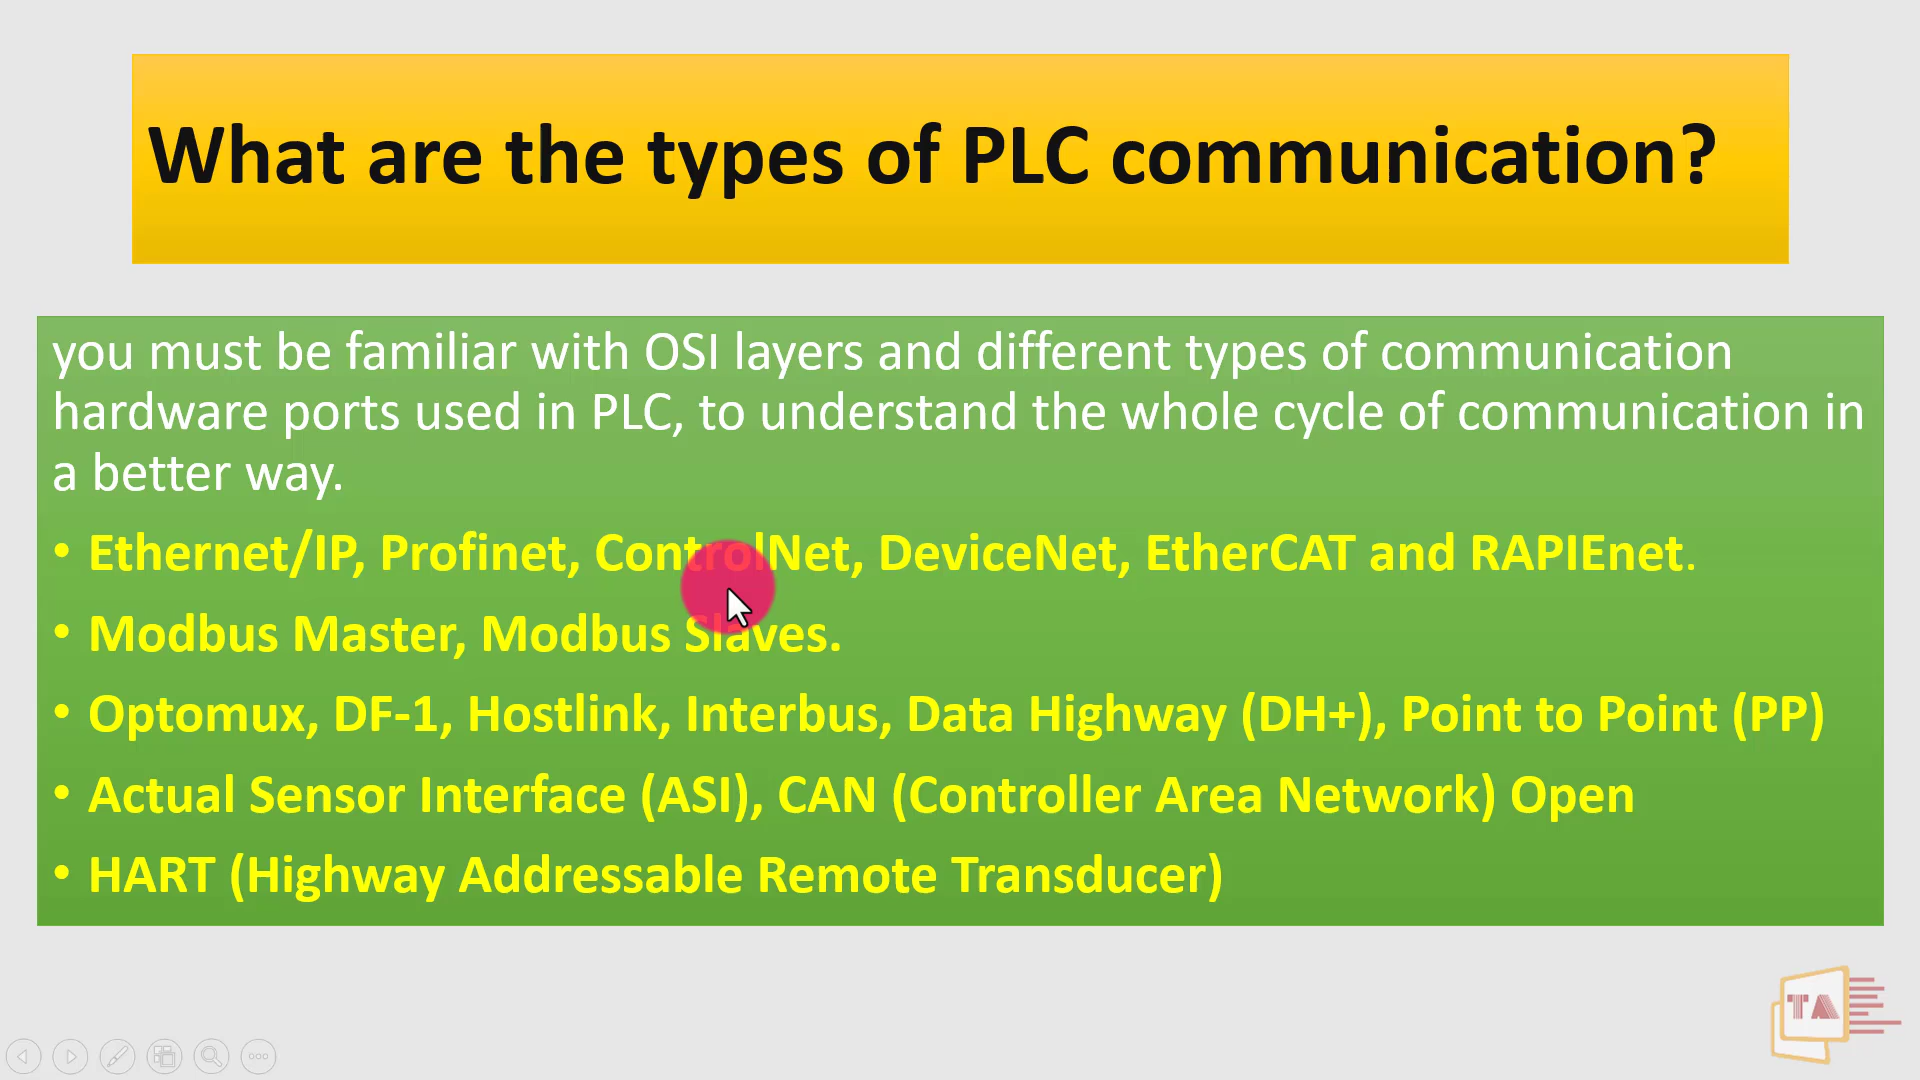 What are the types of PLC communication?
you must be familiar with OSI layers and different types of communication
hardware ports used in PLC, to understand the whole cycle of communication in
a better way.
• Ethernet/IP, Profinet, ControlNet, DeviceNet, EtherCAT and RAPIEnet.
• Modbus Master, Modbus Slaves.
• Optomux, DF-1, Hostlink, Interbus, Data Highway (DH+), Point to Point (PP)
• Actual Sensor Interface (ASI), CAN (Controller Area Network) Open
• HART (Highway Addressable Remote Transducer)
TA